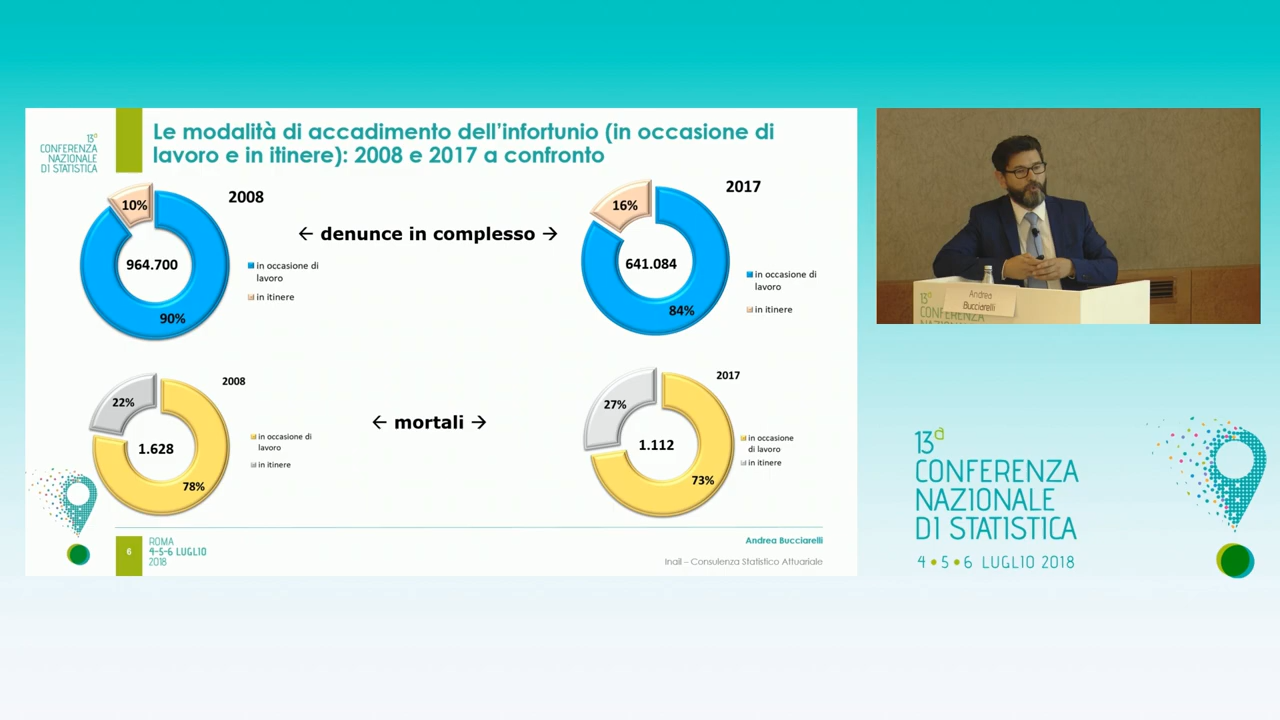 13ª
CONFERENZA
NAZIONALE
DI STATISTICA
Le modalità di accadimento dell'infortunio (in occasione di
lavoro e in itinere): 2008 e 2017 a confronto
2008
10%
964.700
90%
in occasione di
lavoro
in itinere
← denunce in complesso →
2017
16%
641.084
84%
in occasione di
lavoro
in itinere
2008
22%
1.628
78%
in occasione di
lavoro
in itinere
← mortali →
2017
27%
1.112
73%
in occasione
di lavoro
in itinere
6
ROMA
4-5-6 LUGLIO
2018
Andrea Bucciarelli
Inail – Consulenza Statistico Attuariale
Andrea
Bucciarelli
13ª
CONFERENZA
13ª
CONFERENZA
NAZIONALE
DI STATISTICA
4 • 5 • 6 LUGLIO 2018